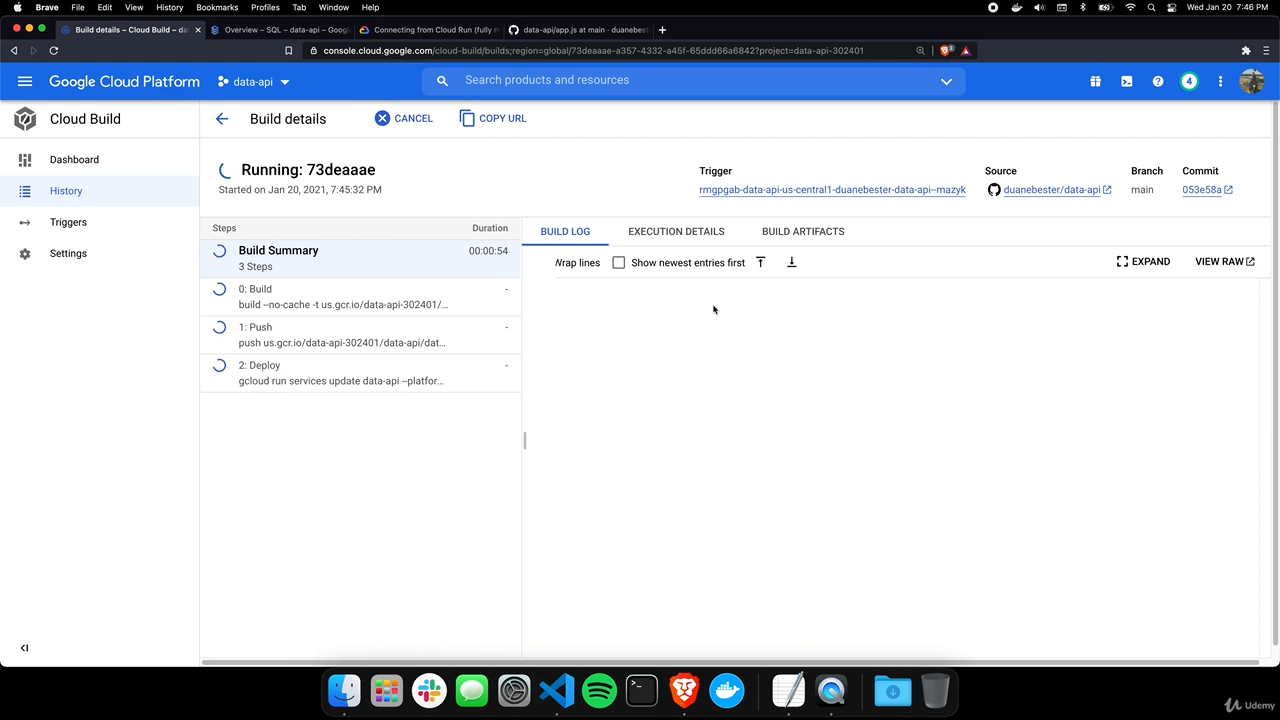 Brave File Edit View History Bookmarks Profiles Tab Window Help Wed Jan 20 7:46 PM
Build details – Cloud Build – da Overview – SQL – data-api – Goog Connecting from Cloud Run (fully m data-api/app.js at main · duanebest
console.cloud.google.com/cloud-build/builds;region=global/73deaaae-a357-4332-a45f-65ddd66a6842?project=data-api-302401
Google Cloud Platform data-api Search products and resources 4
Cloud Build
Build details CANCEL COPY URL
Dashboard
History
Triggers
Settings
Running: 73deaaae
Started on Jan 20, 2021, 7:45:32 PM
Trigger
rmgpgab-data-api-us-central1-duanebester-data-api--mazyk
Source
duanebester/data-api
Branch
main
Commit
053e58a
Steps Duration
Build Summary 00:00:54
3 Steps
0: Build -
build --no-cache -t us.gcr.io/data-api-302401/...
1: Push -
push us.gcr.io/data-api-302401/data-api/dat...
2: Deploy -
gcloud run services update data-api --platfor...
BUILD LOG EXECUTION DETAILS BUILD ARTIFACTS
Wrap lines Show newest entries first EXPAND VIEW RAW
Udemy